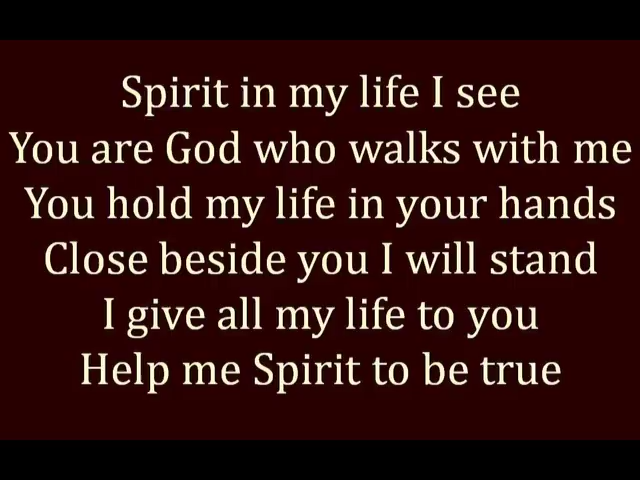 Spirit in my life I see
You are God who walks with me
You hold my life in your hands
Close beside you I will stand
I give all my life to you
Help me Spirit to be true